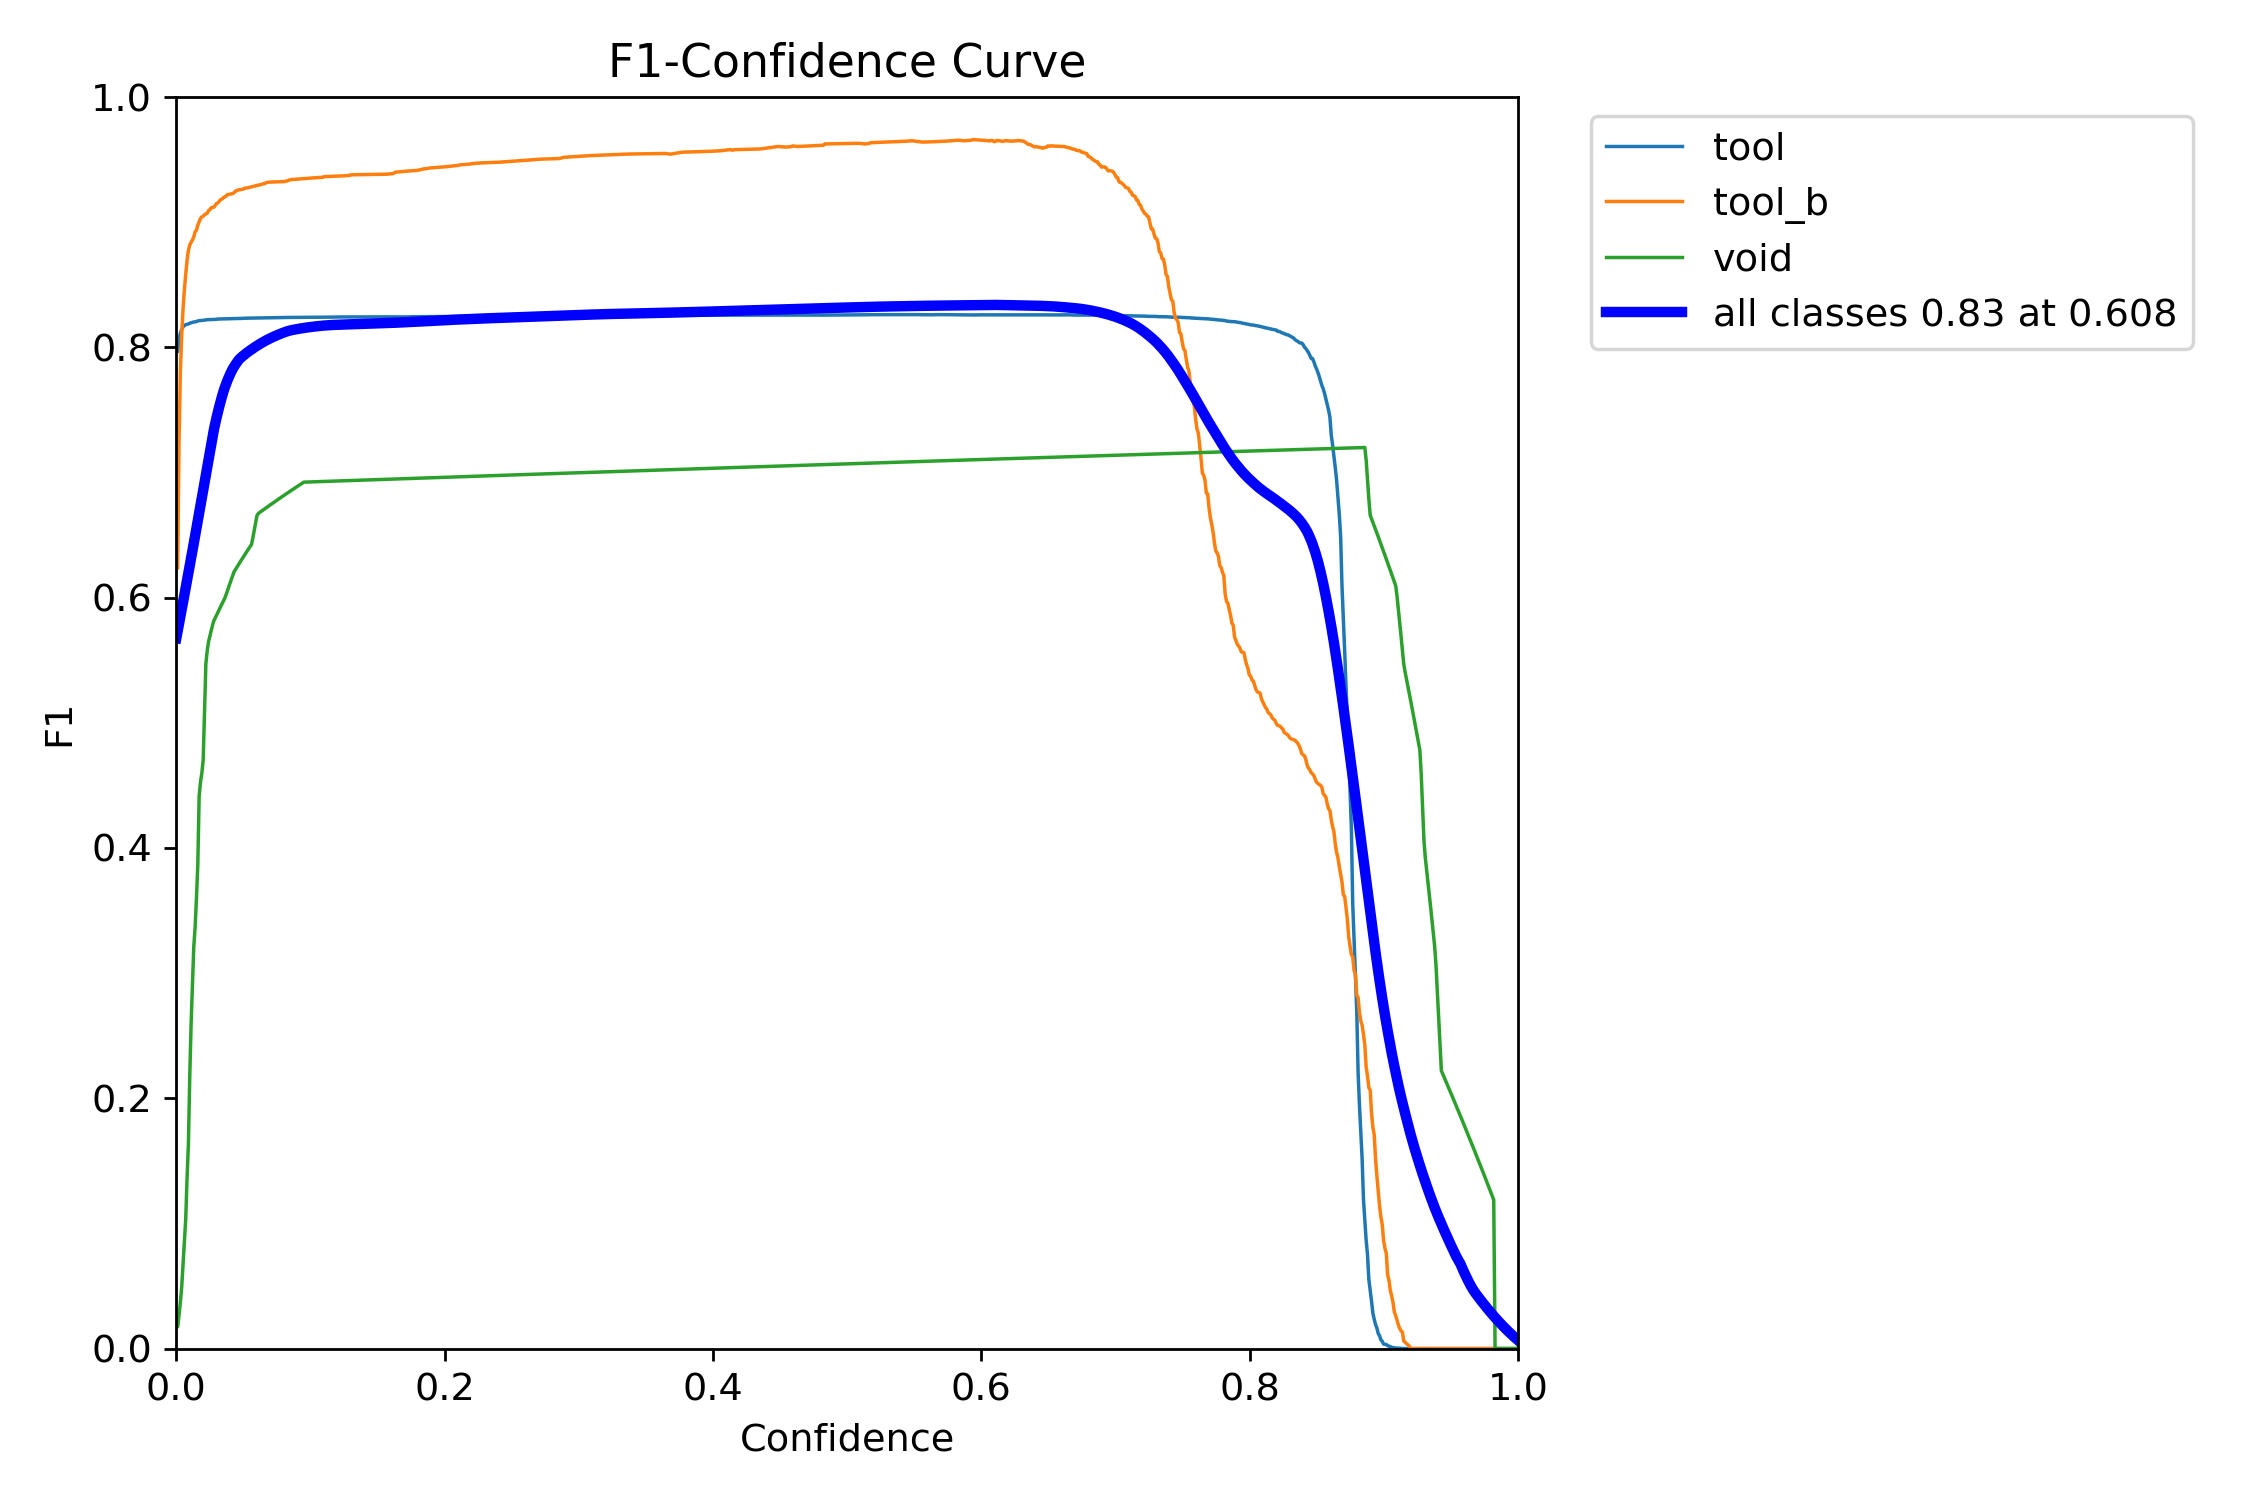 F1-Confidence Curve
1.0
0.8
0.6
0.4
0.2
0.0
F1
0.0 0.2 0.4 0.6 0.8 1.0
Confidence
tool
tool_b
void
all classes 0.83 at 0.608